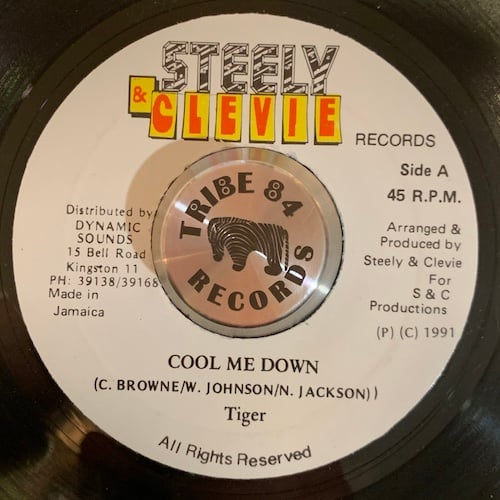 STEELY
& CLEVIE
RECORDS
Side A
45 R.P.M.
Distributed by
DYNAMIC
SOUNDS
15 Bell Road
Kingston 11
PH: 39138/39168
Made in
Jamaica
TRIBE 84
RECORDS
Arranged &
Produced by
Steely & Clevie
For
S & C
Productions
(P) (C) 1991
COOL ME DOWN
(C. BROWNE/W. JOHNSON/N. JACKSON))
Tiger
All Rights Reserved